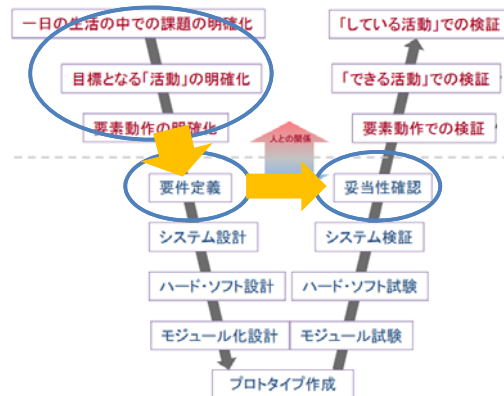 一日の生活の中での課題の明確化
「している活動」での検証
目標となる「活動」の明確化
「できる活動」での検証
要素動作の明確化
人との関係
要素動作での検証
要件定義
妥当性確認
システム設計
システム検証
ハード・ソフト設計
ハード・ソフト試験
モジュール化設計
モジュール試験
プロトタイプ作成